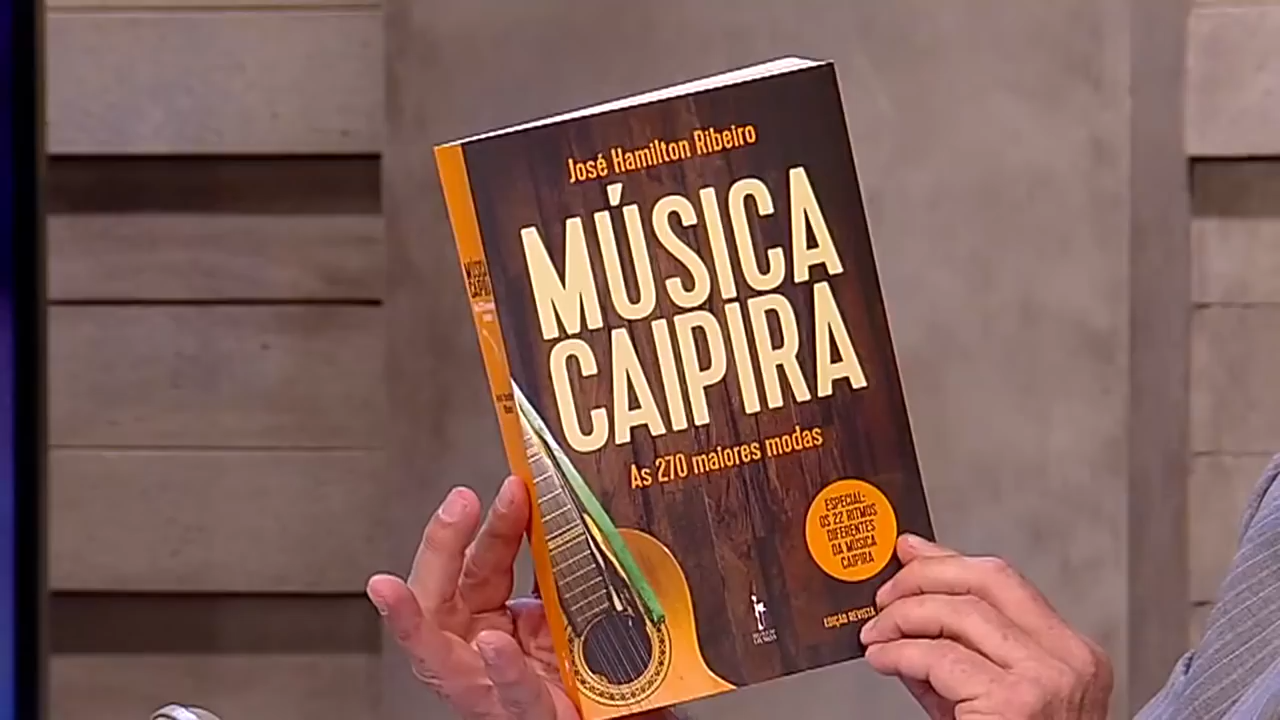 José Hamilton Ribeiro
MÚSICA
CAIPIRA
As 270 maiores modas
ESPECIAL:
OS 22 RITMOS
DIFERENTES
DA MÚSICA
CAIPIRA
EDIÇÃO REVISTA